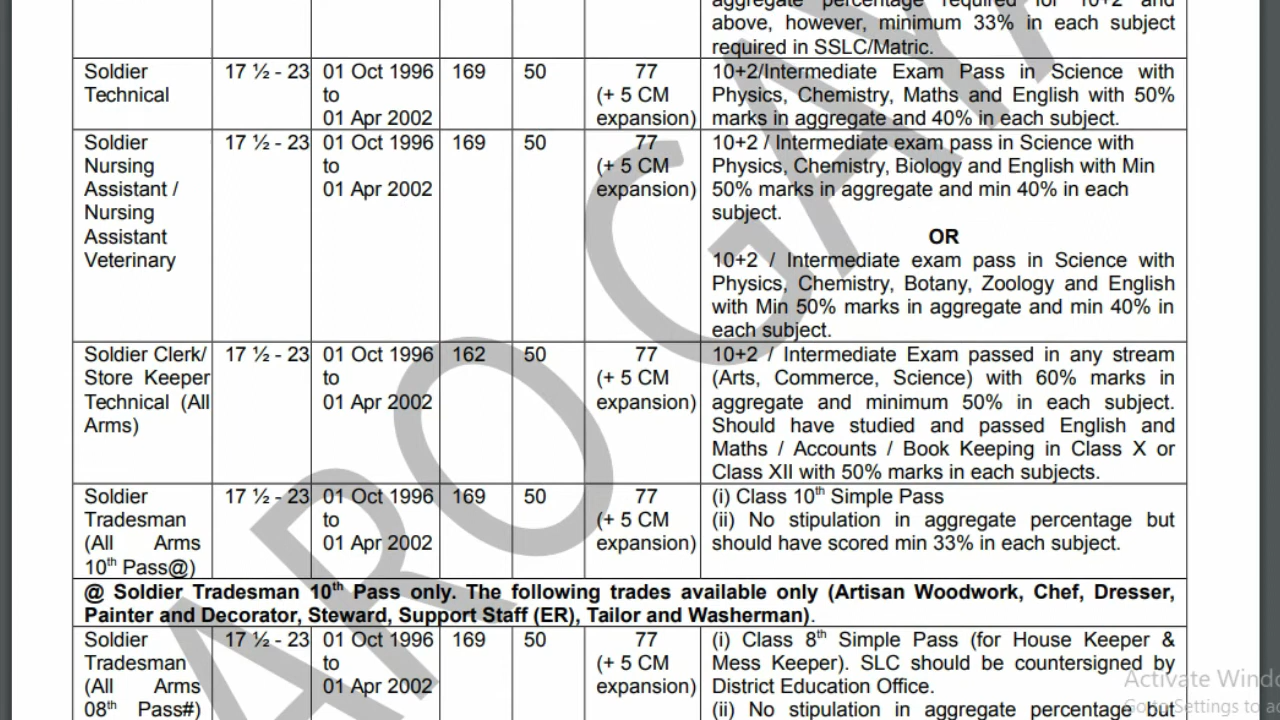 aggregate percentage required for 10+2 and
above, however, minimum 33% in each subject
required in SSLC/Matric.
Soldier
Technical
17 ½ - 23
01 Oct 1996
to
01 Apr 2002
169
50
77
(+ 5 CM
expansion)
10+2/Intermediate Exam Pass in Science with
Physics, Chemistry, Maths and English with 50%
marks in aggregate and 40% in each subject.
Soldier
Nursing
Assistant /
Nursing
Assistant
Veterinary
17 ½ - 23
01 Oct 1996
to
01 Apr 2002
169
50
77
(+ 5 CM
expansion)
10+2 / Intermediate exam pass in Science with
Physics, Chemistry, Biology and English with Min
50% marks in aggregate and min 40% in each
subject.
OR
10+2 / Intermediate exam pass in Science with
Physics, Chemistry, Botany, Zoology and English
with Min 50% marks in aggregate and min 40% in
each subject.
Soldier Clerk/
Store Keeper
Technical (All
Arms)
17 ½ - 23
01 Oct 1996
to
01 Apr 2002
162
50
77
(+ 5 CM
expansion)
10+2 / Intermediate Exam passed in any stream
(Arts, Commerce, Science) with 60% marks in
aggregate and minimum 50% in each subject.
Should have studied and passed English and
Maths / Accounts / Book Keeping in Class X or
Class XII with 50% marks in each subjects.
Soldier
Tradesman
(All Arms
10th Pass@)
17 ½ - 23
01 Oct 1996
to
01 Apr 2002
169
50
77
(+ 5 CM
expansion)
(i) Class 10th Simple Pass
(ii) No stipulation in aggregate percentage but
should have scored min 33% in each subject.
@ Soldier Tradesman 10th Pass only. The following trades available only (Artisan Woodwork, Chef, Dresser,
Painter and Decorator, Steward, Support Staff (ER), Tailor and Washerman).
Soldier
Tradesman
(All Arms
08th Pass#)
17 ½ - 23
01 Oct 1996
to
01 Apr 2002
169
50
77
(+ 5 CM
expansion)
(i) Class 8th Simple Pass (for House Keeper &
Mess Keeper). SLC should be countersigned by
District Education Office.
(ii) No stipulation in aggregate percentage but
ARO GAYA
Activate Windo
Go to Settings to ac